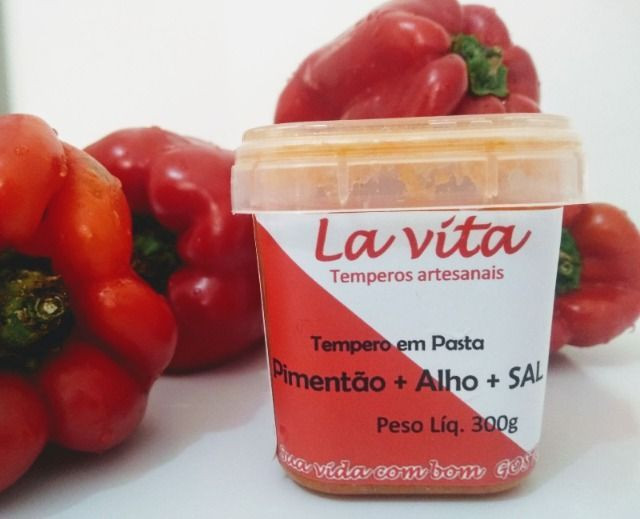 La vita
Temperos artesanais
Tempero em Pasta
Pimentão + Alho + SAL
Peso Líq. 300g
sua vida com bom